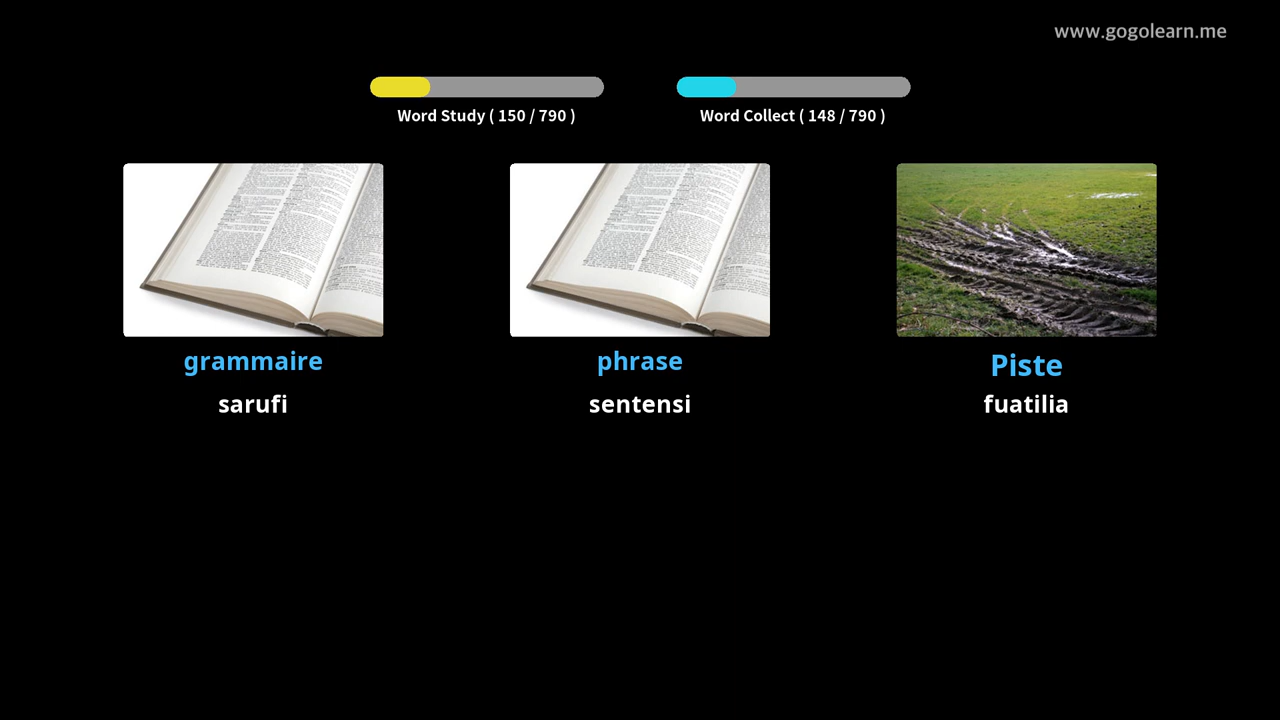 www.gogolearn.me
Word Study ( 150 / 790 )
Word Collect ( 148 / 790 )
grammaire
phrase
Piste
sarufi
sentensi
fuatilia